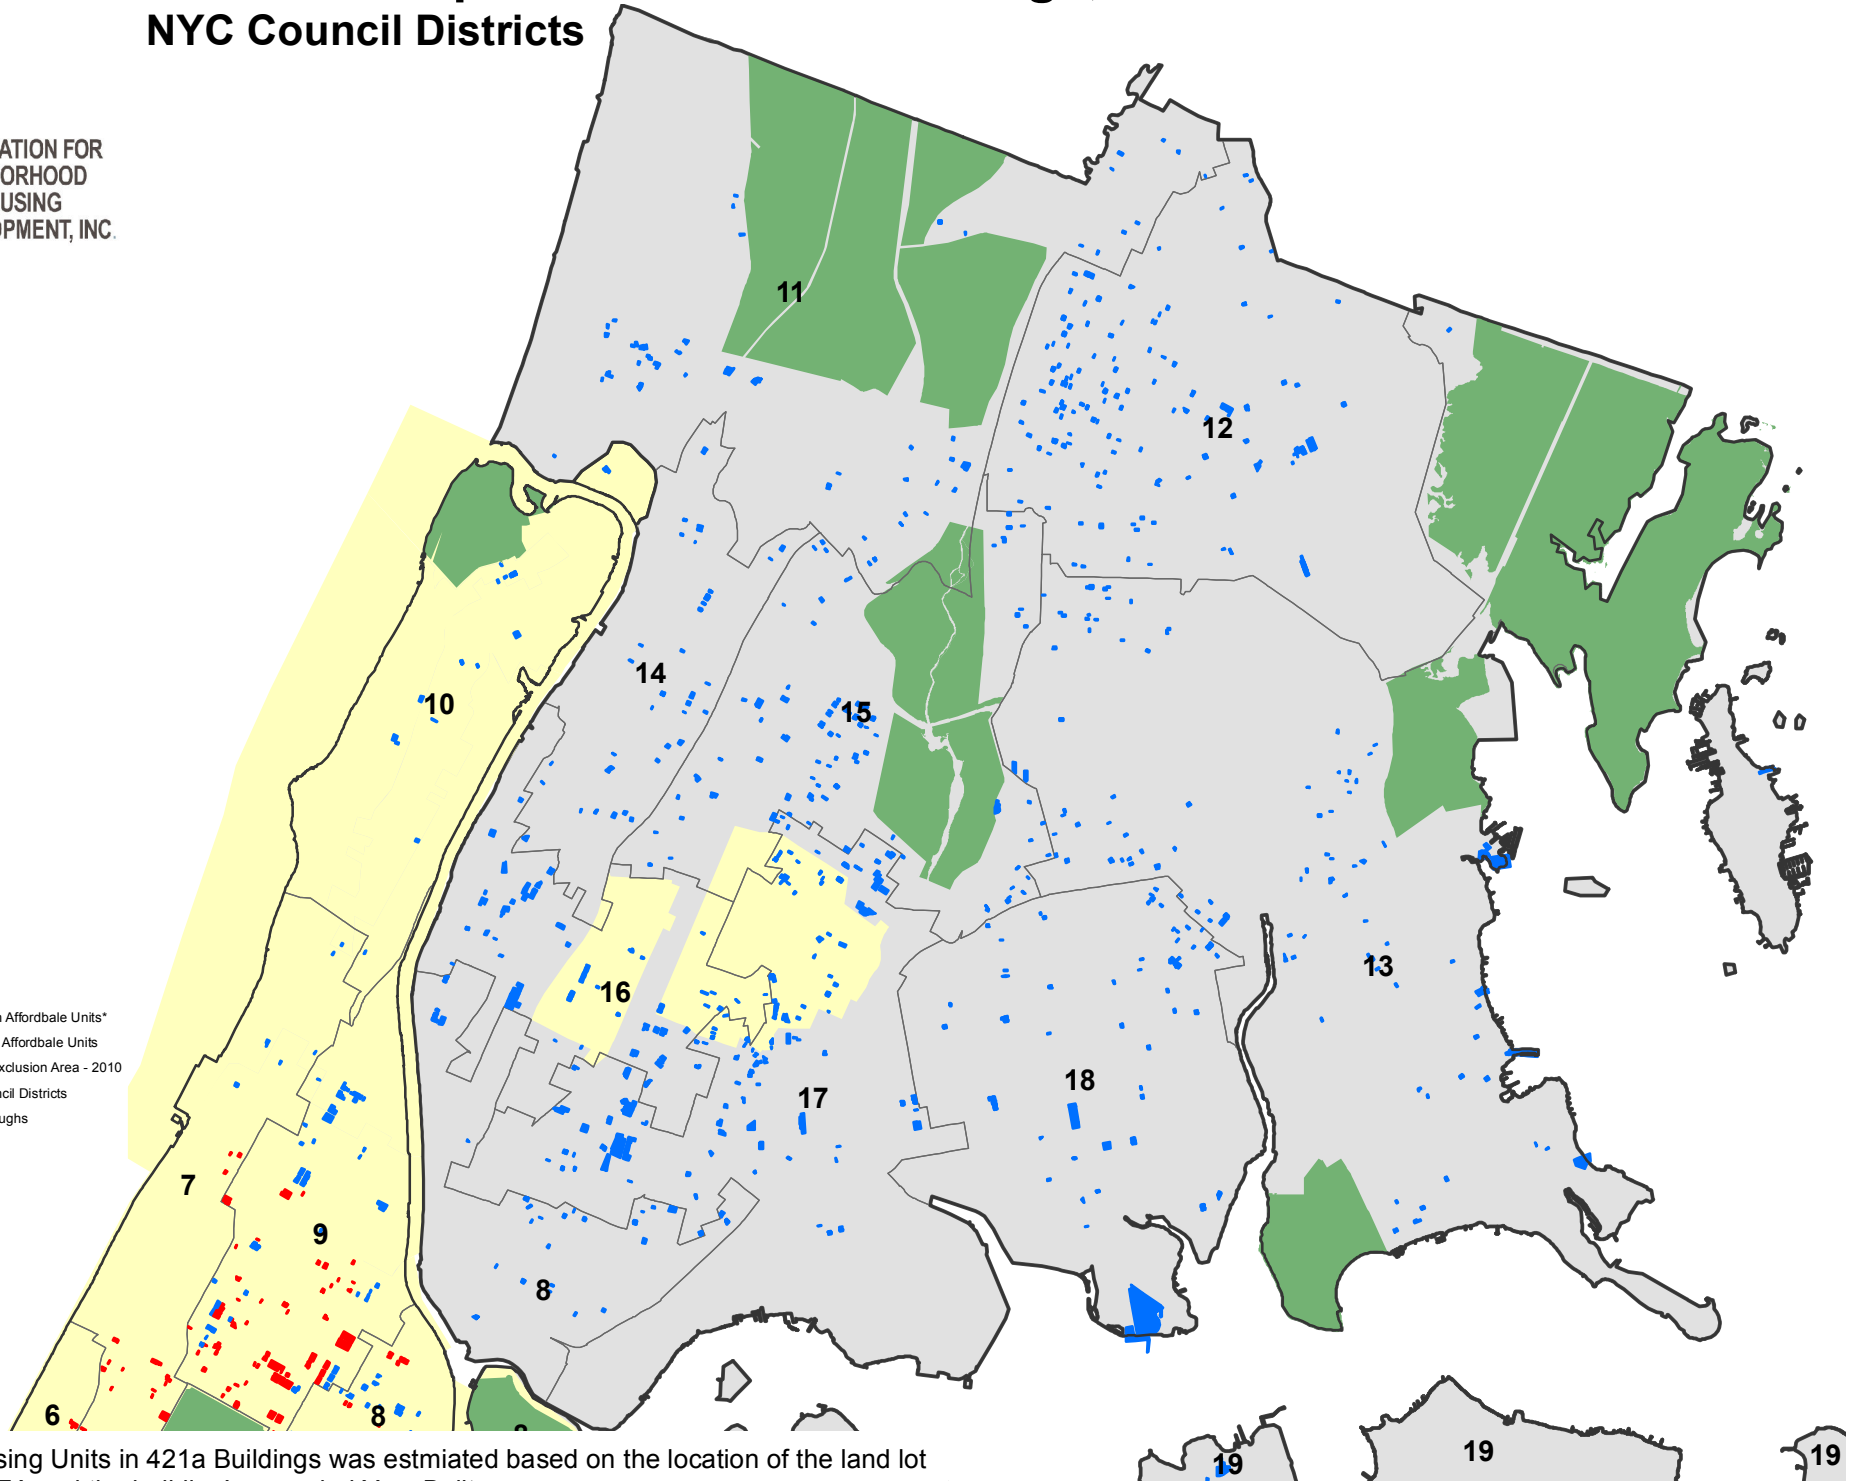 NYC Council Districts
ATION FOR
ORHOOD
USING
OPMENT, INC.
11
12
10
14
15
16
13
18
17
7
9
8
6
8
19
19
19
Affordbale Units*
Affordbale Units
xclusion Area - 2010
cil Districts
ughs
sing Units in 421a Buildings was estmiated based on the location of the land lot